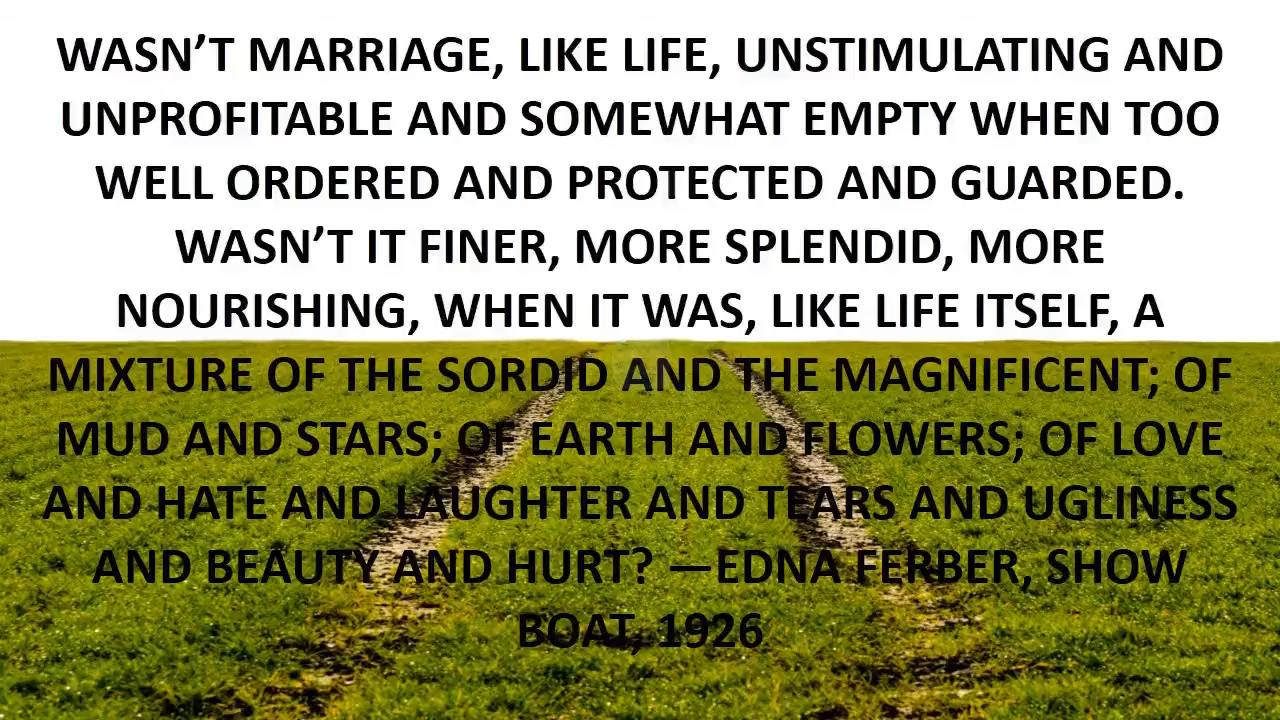 WASN’T MARRIAGE, LIKE LIFE, UNSTIMULATING AND
UNPROFITABLE AND SOMEWHAT EMPTY WHEN TOO
WELL ORDERED AND PROTECTED AND GUARDED.
WASN’T IT FINER, MORE SPLENDID, MORE
NOURISHING, WHEN IT WAS, LIKE LIFE ITSELF, A
MIXTURE OF THE SORDID AND THE MAGNIFICENT; OF
MUD AND STARS; OF EARTH AND FLOWERS; OF LOVE
AND HATE AND LAUGHTER AND TEARS AND UGLINESS
AND BEAUTY AND HURT? —EDNA FERBER, SHOW
BOAT, 1926